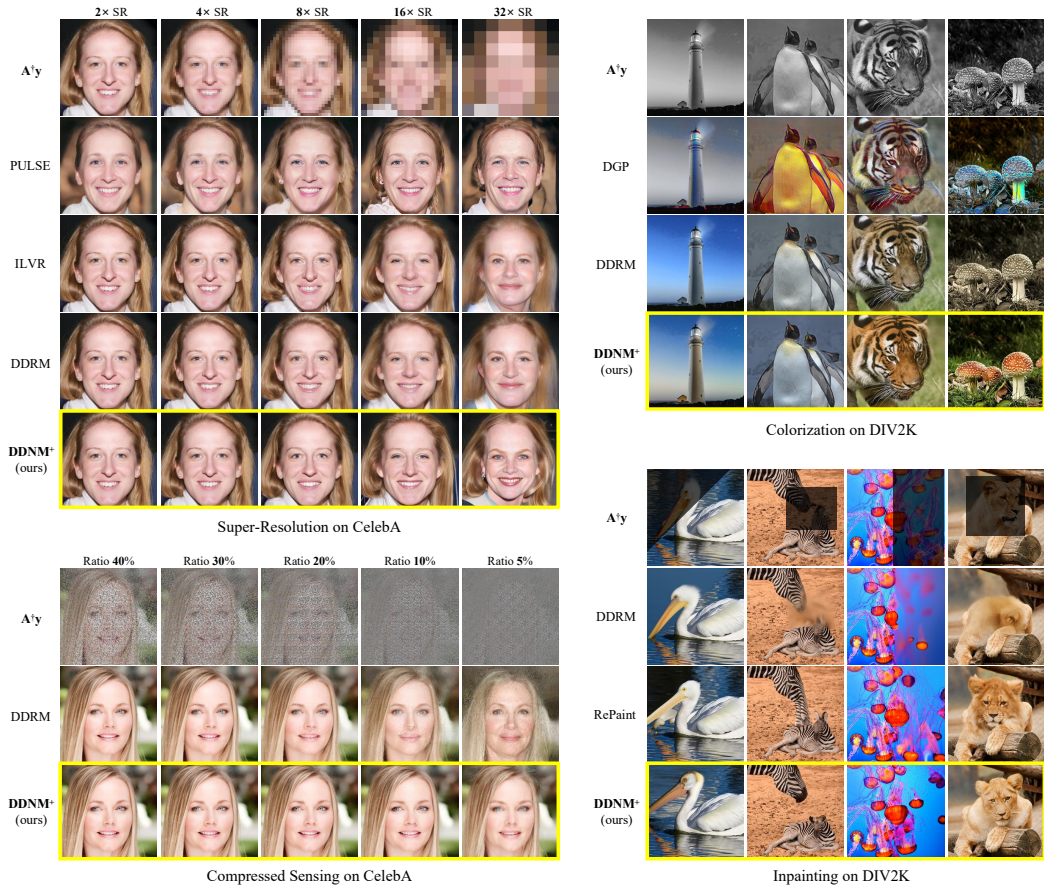 2× SR 4× SR 8× SR 16× SR 32× SR
A†y
PULSE
ILVR
DDRM
DDNM⁺
(ours)
Super-Resolution on CelebA
Ratio 40% Ratio 30% Ratio 20% Ratio 10% Ratio 5%
A†y
DDRM
DDNM⁺
(ours)
Compressed Sensing on CelebA
A†y
DGP
DDRM
DDNM⁺
(ours)
Colorization on DIV2K
A†y
DDRM
RePaint
DDNM⁺
(ours)
Inpainting on DIV2K